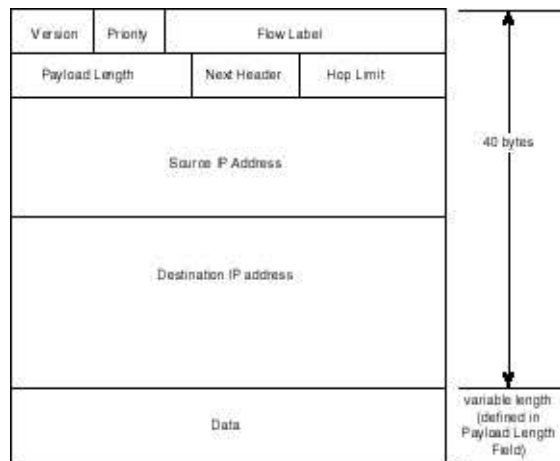 Version Priority Flow Label
Payload Length Next Header Hop Limit
40 bytes
Source IP Address
Destination IP address
Data
variable length
(defined in
Payload Length
Field)